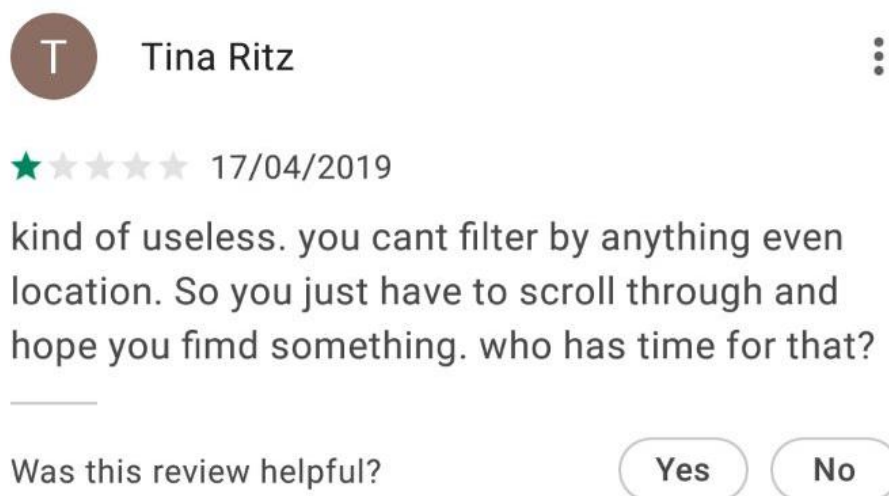 T
Tina Ritz
17/04/2019
kind of useless. you cant filter by anything even
location. So you just have to scroll through and
hope you fimd something. who has time for that?
Was this review helpful?
Yes
No